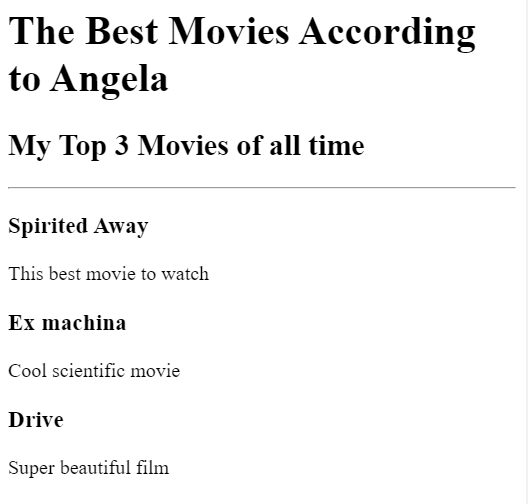 The Best Movies According
to Angela
My Top 3 Movies of all time
Spirited Away
This best movie to watch
Ex machina
Cool scientific movie
Drive
Super beautiful film